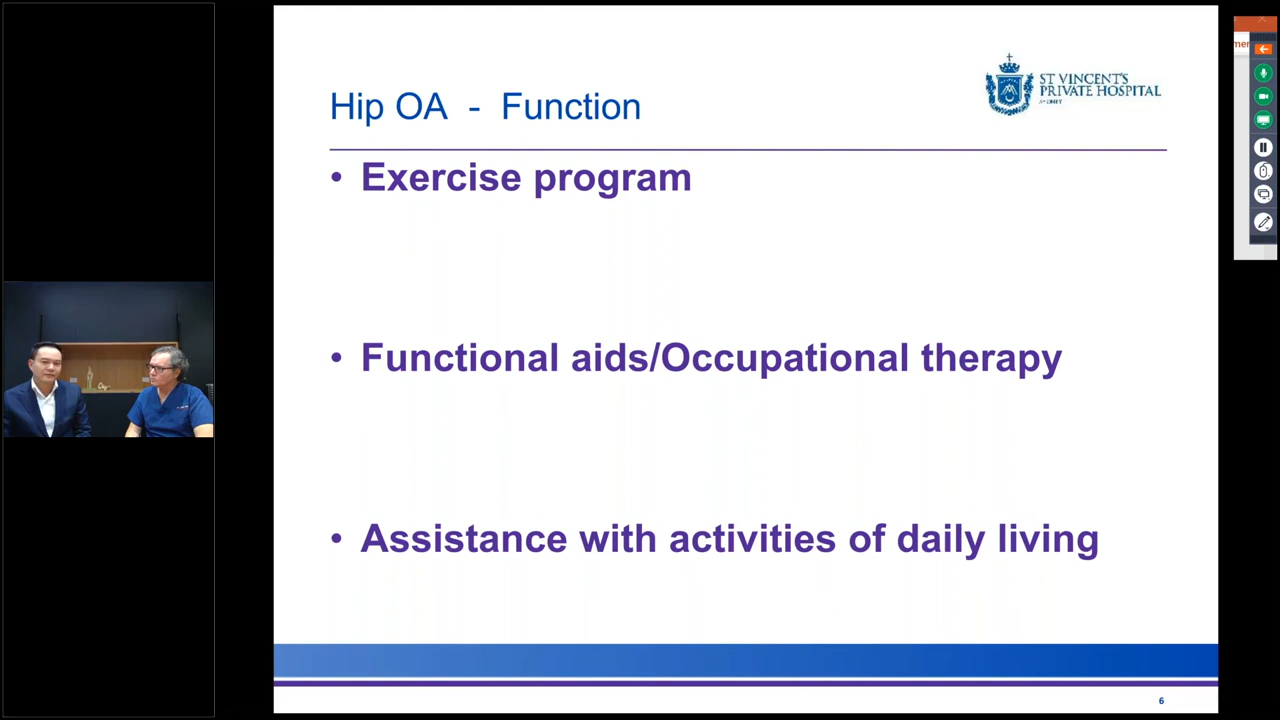 Hip OA - Function
ST VINCENT'S
PRIVATE HOSPITAL
SYDNEY
• Exercise program
• Functional aids/Occupational therapy
• Assistance with activities of daily living
6